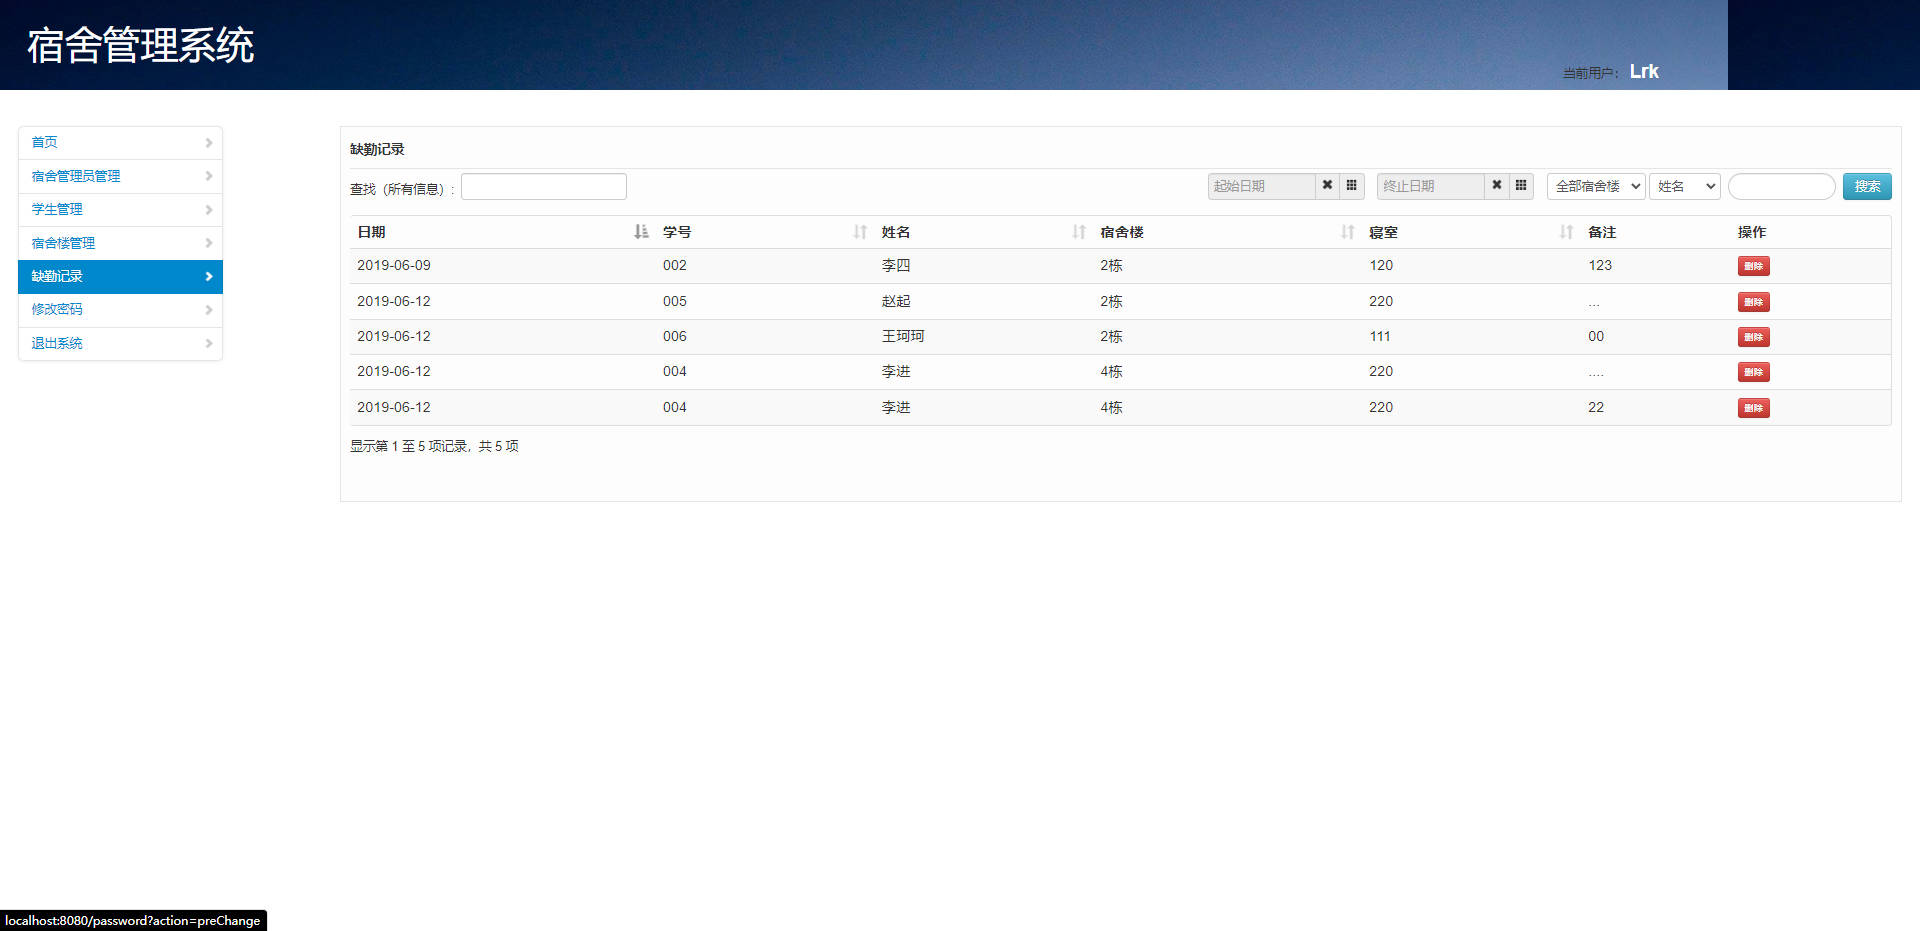 宿舍管理系统
当前用户： Lrk
首页
宿舍管理员管理
学生管理
宿舍楼管理
缺勤记录
修改密码
退出系统
缺勤记录
查找（所有信息）: 起始日期 终止日期 全部宿舍楼 姓名 搜索
日期 学号 姓名 宿舍楼 寝室 备注 操作
2019-06-09 002 李四 2栋 120 123 删除
2019-06-12 005 赵起 2栋 220 ... 删除
2019-06-12 006 王珂珂 2栋 111 00 删除
2019-06-12 004 李进 4栋 220 .... 删除
2019-06-12 004 李进 4栋 220 22 删除
显示第 1 至 5 项记录，共 5 项
localhost:8080/password?action=preChange